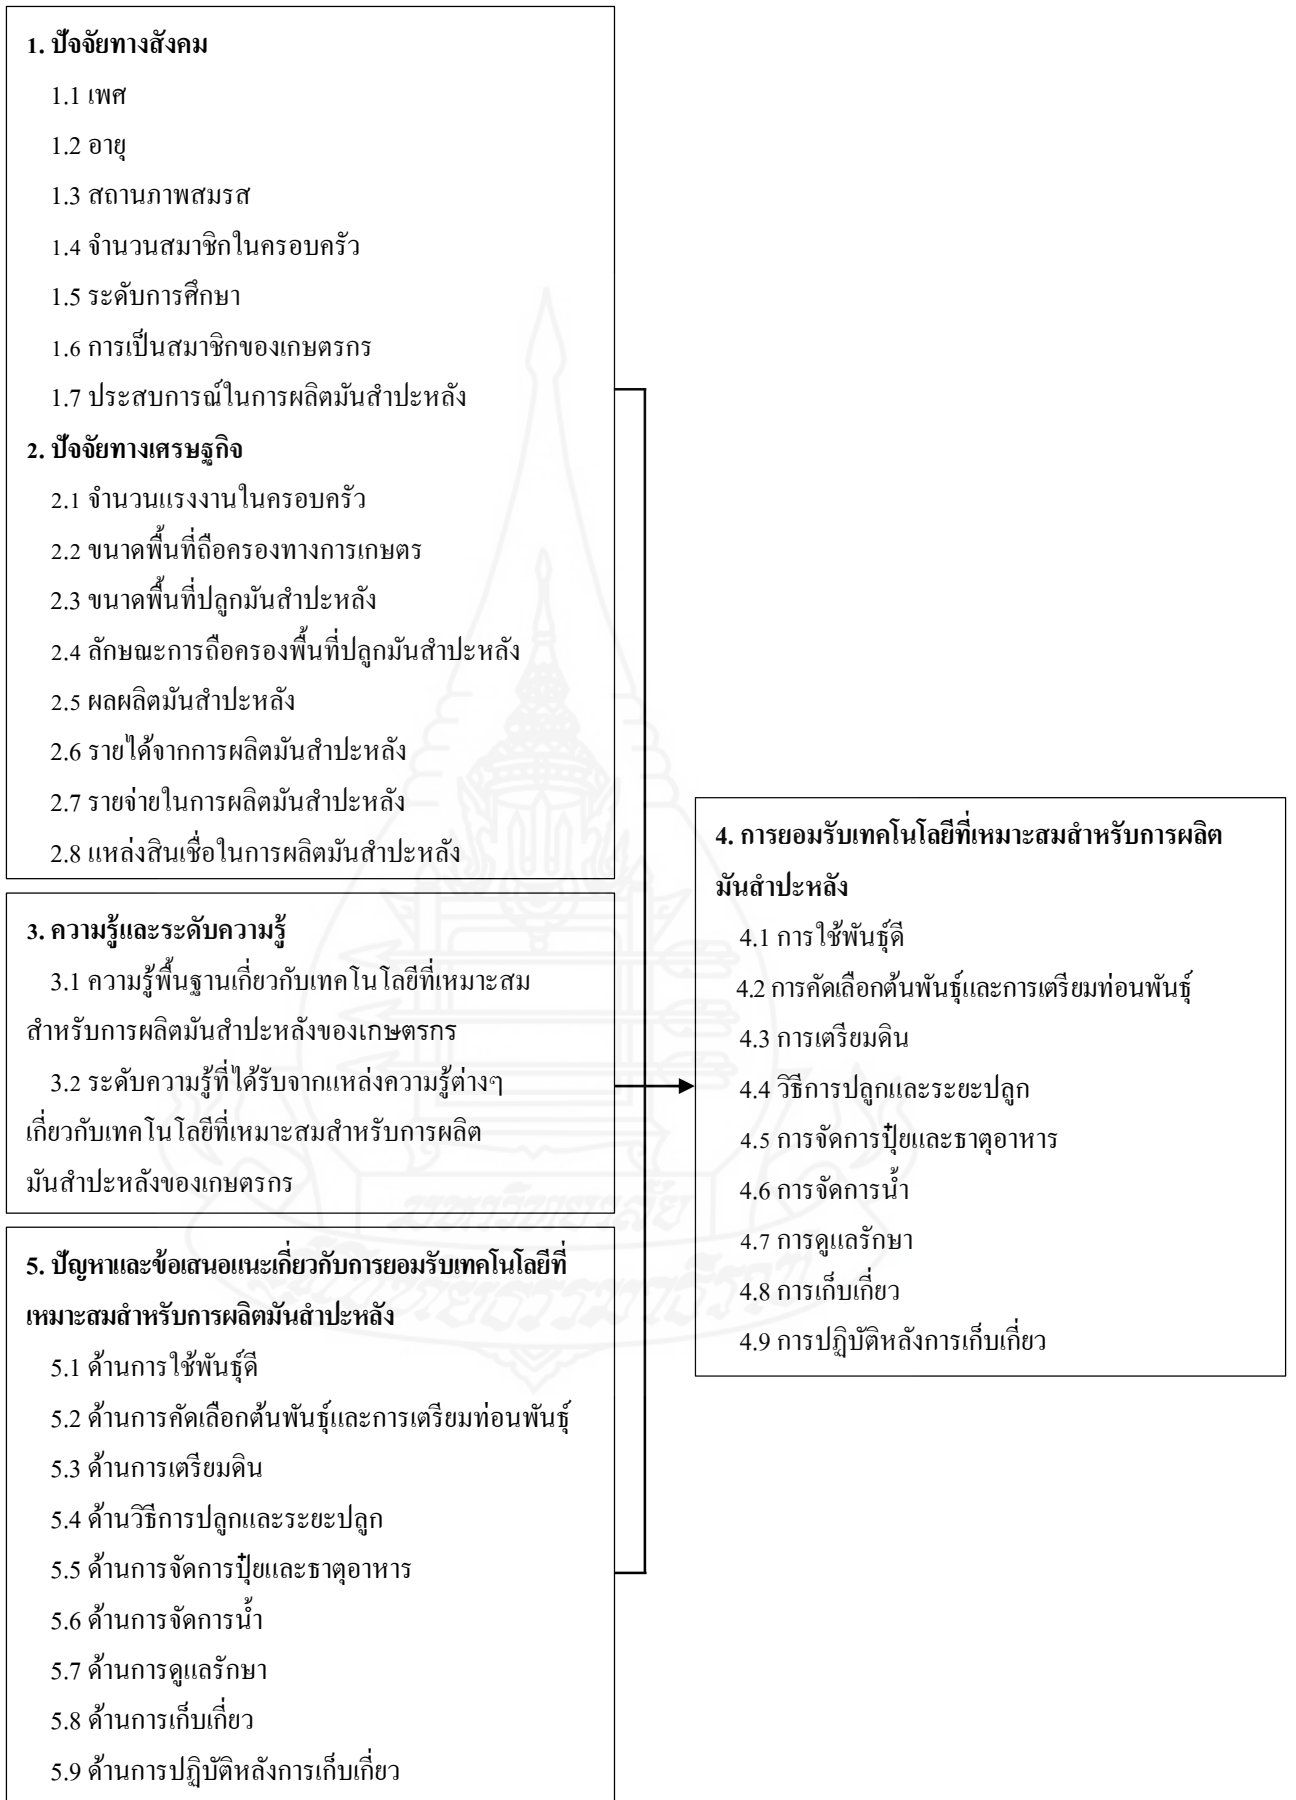 1. ปัจจัยทางสังคม
1.1 เพศ
1.2 อายุ
1.3 สถานภาพสมรส
1.4 จำนวนสมาชิกในครอบครัว
1.5 ระดับการศึกษา
1.6 การเป็นสมาชิกของเกษตรกร
1.7 ประสบการณ์ในการผลิตมันสำปะหลัง
2. ปัจจัยทางเศรษฐกิจ
2.1 จำนวนแรงงานในครอบครัว
2.2 ขนาดพื้นที่ถือครองทางการเกษตร
2.3 ขนาดพื้นที่ปลูกมันสำปะหลัง
2.4 ลักษณะการถือครองพื้นที่ปลูกมันสำปะหลัง
2.5 ผลผลิตมันสำปะหลัง
2.6 รายได้จากการผลิตมันสำปะหลัง
2.7 รายจ่ายในการผลิตมันสำปะหลัง
2.8 แหล่งสินเชื่อในการผลิตมันสำปะหลัง
3. ความรู้และระดับความรู้
3.1 ความรู้พื้นฐานเกี่ยวกับเทคโนโลยีที่เหมาะสม
สำหรับการผลิตมันสำปะหลังของเกษตรกร
3.2 ระดับความรู้ที่ได้รับจากแหล่งความรู้ต่างๆ
เกี่ยวกับเทคโนโลยีที่เหมาะสมสำหรับการผลิต
มันสำปะหลังของเกษตรกร
5. ปัญหาและข้อเสนอแนะเกี่ยวกับการยอมรับเทคโนโลยีที่
เหมาะสมสำหรับการผลิตมันสำปะหลัง
5.1 ด้านการใช้พันธุ์ดี
5.2 ด้านการคัดเลือกต้นพันธุ์และการเตรียมท่อนพันธุ์
5.3 ด้านการเตรียมดิน
5.4 ด้านวิธีการปลูกและระยะปลูก
5.5 ด้านการจัดการปุ๋ยและธาตุอาหาร
5.6 ด้านการจัดการน้ำ
5.7 ด้านการดูแลรักษา
5.8 ด้านการเก็บเกี่ยว
5.9 ด้านการปฏิบัติหลังการเก็บเกี่ยว
4. การยอมรับเทคโนโลยีที่เหมาะสมสำหรับการผลิต
มันสำปะหลัง
4.1 การใช้พันธุ์ดี
4.2 การคัดเลือกต้นพันธุ์และการเตรียมท่อนพันธุ์
4.3 การเตรียมดิน
4.4 วิธีการปลูกและระยะปลูก
4.5 การจัดการปุ๋ยและธาตุอาหาร
4.6 การจัดการน้ำ
4.7 การดูแลรักษา
4.8 การเก็บเกี่ยว
4.9 การปฏิบัติหลังการเก็บเกี่ยว
มหาวิทยาลัย
สุโขทัยธรรมาธิราช